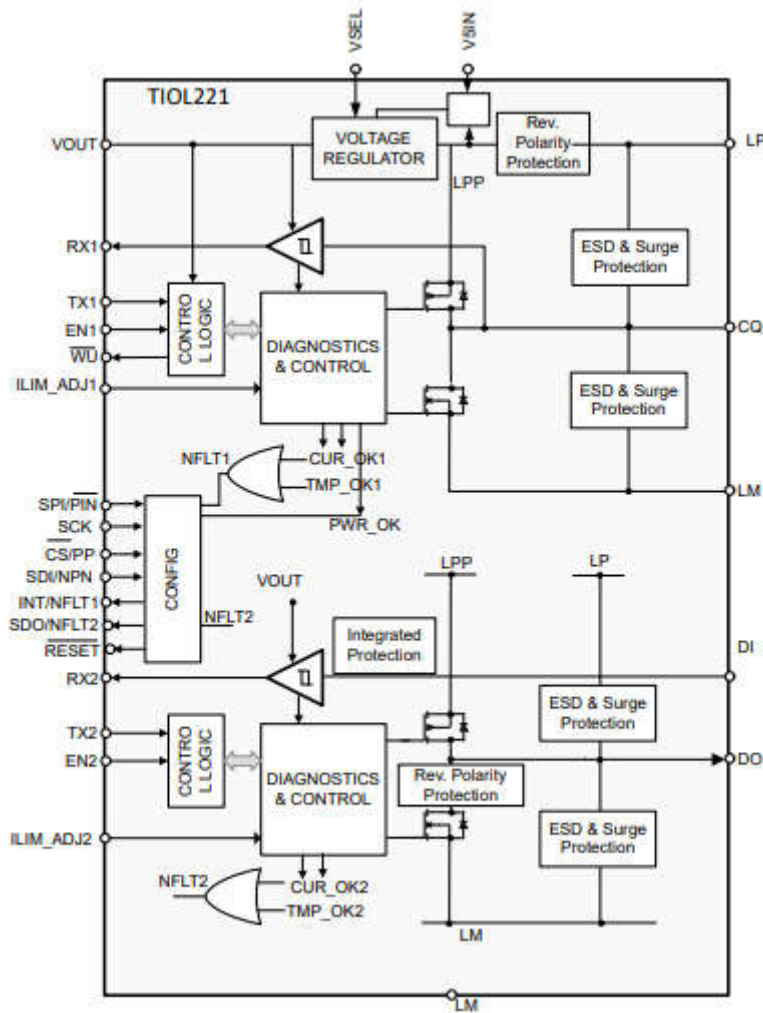 VSEL
V5IN
TIOL221
VOUT
VOLTAGE
REGULATOR
Rev.
Polarity
Protection
LP
LPP
RX1
ESD & Surge
Protection
TX1
EN1
WU
CONTRO
L LOGIC
DIAGNOSTICS
& CONTROL
CQ
ILIM_ADJ1
ESD & Surge
Protection
NFLT1
CUR_OK1
TMP_OK1
LM
SPI/PIN
SCK
CS/PP
SDI/NPN
INT/NFLT1
SDO/NFLT2
RESET
CONFIG
PWR_OK
NFLT2
VOUT
LPP
LP
Integrated
Protection
DI
RX2
ESD & Surge
Protection
TX2
EN2
CONTRO
L LOGIC
DIAGNOSTICS
& CONTROL
Rev. Polarity
Protection
DO
ILIM_ADJ2
ESD & Surge
Protection
NFLT2
CUR_OK2
TMP_OK2
LM
LM